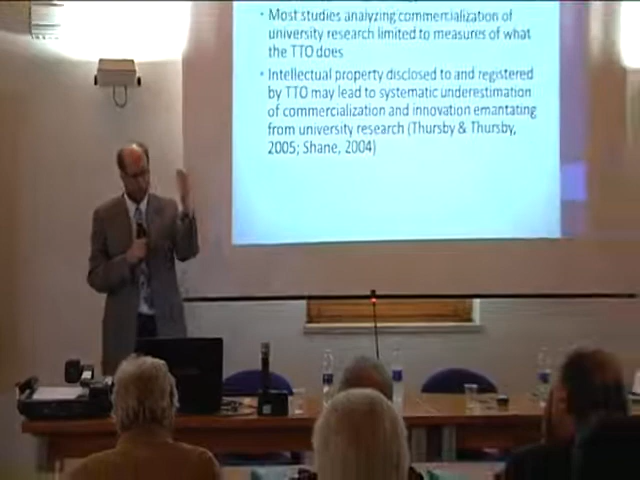 • Most studies analyzing commercialization of
university research limited to measures of what
the TTO does
• Intellectual property disclosed to and registered
by TTO may lead to systematic underestimation
of commercialization and innovation emantating
from university research (Thursby & Thursby,
2005; Shane, 2004)